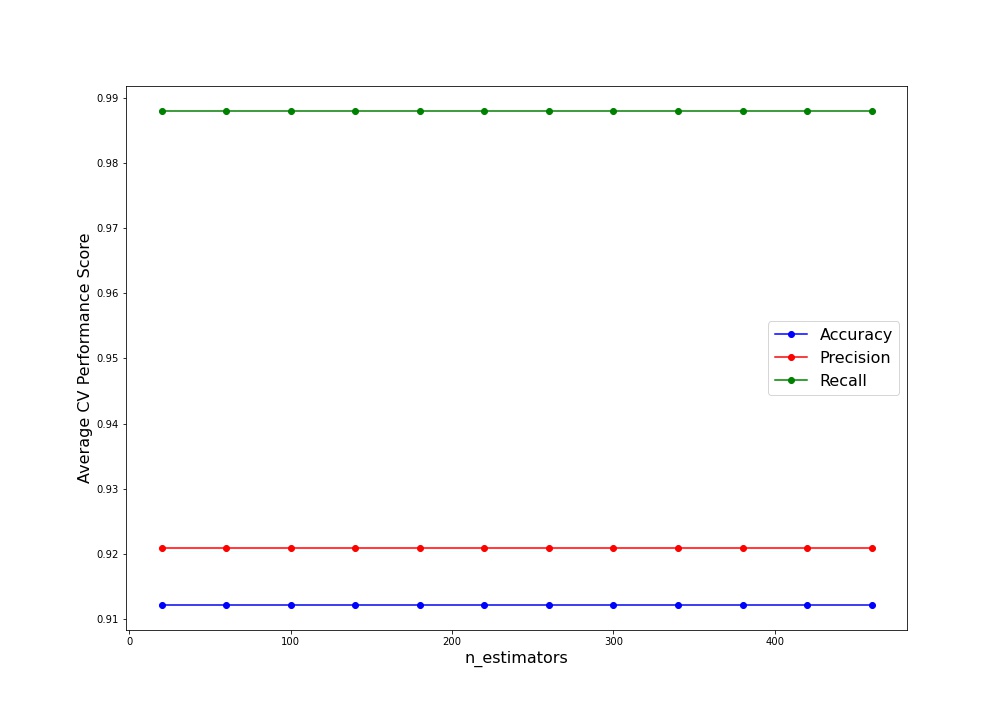 0.99
0.98
0.97
0.96
0.95
0.94
0.93
0.92
0.91
Average CV Performance Score
Accuracy
Precision
Recall
0 100 200 300 400
n_estimators